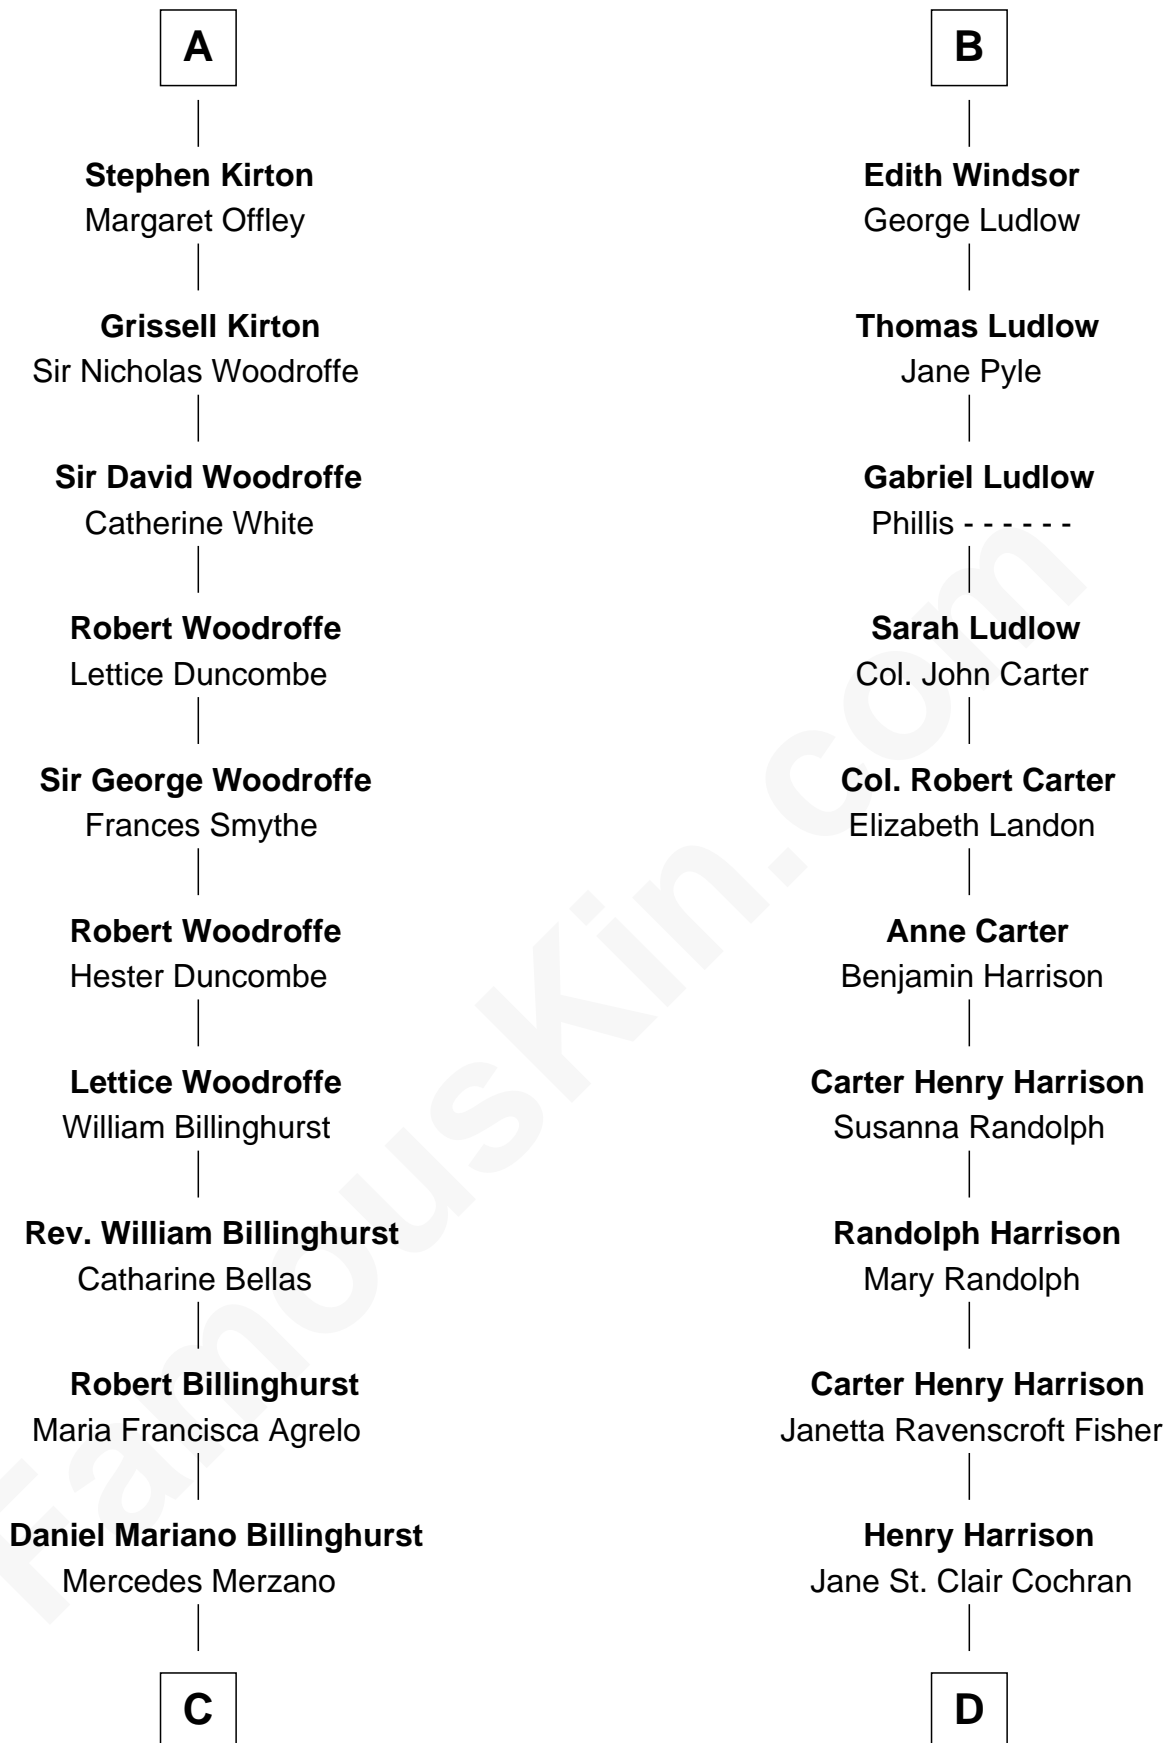 A
Stephen Kirton
Margaret Offley
Grissell Kirton
Sir Nicholas Woodroffe
Sir David Woodroffe
Catherine White
Robert Woodroffe
Lettice Duncombe
Sir George Woodroffe
Frances Smythe
Robert Woodroffe
Hester Duncombe
Lettice Woodroffe
William Billinghurst
Rev. William Billinghurst
Catharine Bellas
Robert Billinghurst
Maria Francisca Agrelo
Daniel Mariano Billinghurst
Mercedes Merzano
C
B
Edith Windsor
George Ludlow
Thomas Ludlow
Jane Pyle
Gabriel Ludlow
Phillis - - - - - -
Sarah Ludlow
Col. John Carter
Col. Robert Carter
Elizabeth Landon
Anne Carter
Benjamin Harrison
Carter Henry Harrison
Susanna Randolph
Randolph Harrison
Mary Randolph
Carter Henry Harrison
Janetta Ravenscroft Fisher
Henry Harrison
Jane St. Clair Cochran
D
FamousKin.com